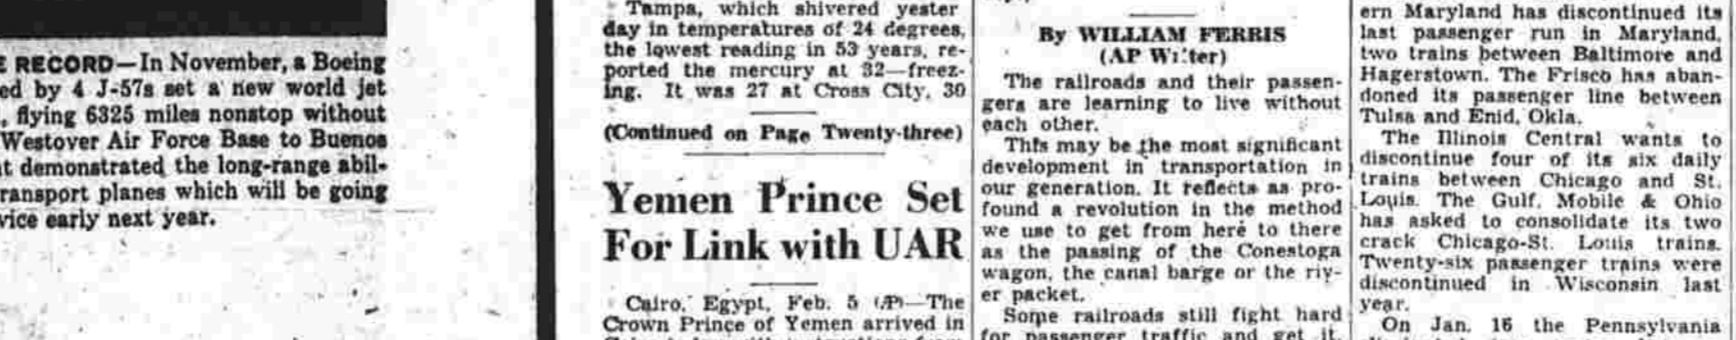 E RECORD—In November, a Boeing
ed by 4 J-57s set a new world jet
, flying 6325 miles nonstop without
Westover Air Force Base to Buenos
t demonstrated the long-range abil-
ransport planes which will be going
vice early next year.
Tampa, which shivered yester
day in temperatures of 24 degrees,
the lowest reading in 53 years, re-
ported the mercury at 32—freez-
ing. It was 27 at Cross City, 30
(Continued on Page Twenty-three)
Yemen Prince Set
For Link with UAR
Cairo, Egypt, Feb. 5 (AP)—The
Crown Prince of Yemen arrived in
By WILLIAM FERRIS
(AP Writer)
The railroads and their passen-
gers are learning to live without
each other.
This may be the most significant
development in transportation in
our generation. It reflects as pro-
found a revolution in the method
we use to get from here to there
as the passing of the Conestoga
wagon, the canal barge or the riv-
er packet.
Some railroads still fight hard
for passenger traffic and get it.
ern Maryland has discontinued its
last passenger run in Maryland,
two trains between Baltimore and
Hagerstown. The Frisco has aban-
doned its passenger line between
Tulsa and Enid, Okla.
The Illinois Central wants to
discontinue four of its six daily
trains between Chicago and St.
Louis. The Gulf, Mobile & Ohio
has asked to consolidate its two
crack Chicago-St. Louis trains.
Twenty-six passenger trains were
discontinued in Wisconsin last
year.
On Jan. 16 the Pennsylvania